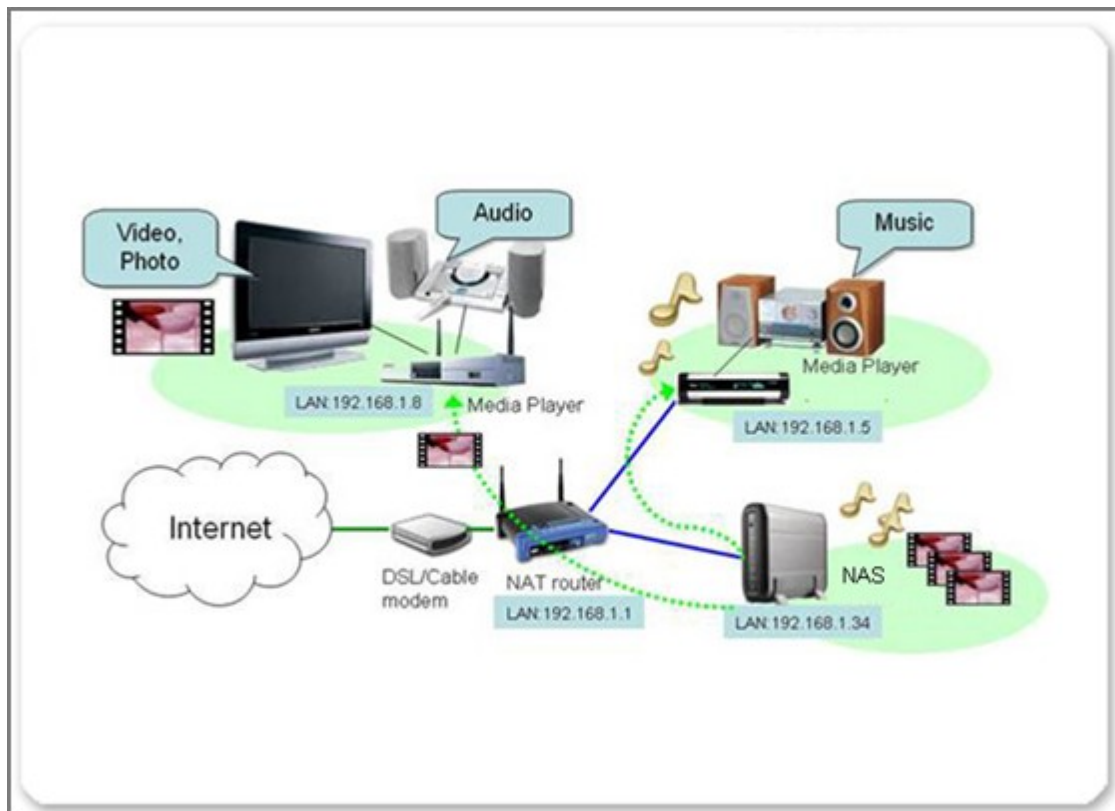 Video,
Photo
Audio
Music
LAN:192.168.1.8
Media Player
Media Player
LAN:192.168.1.5
Internet
DSL/Cable
modem
NAT router
LAN:192.168.1.1
NAS
LAN:192.168.1.34